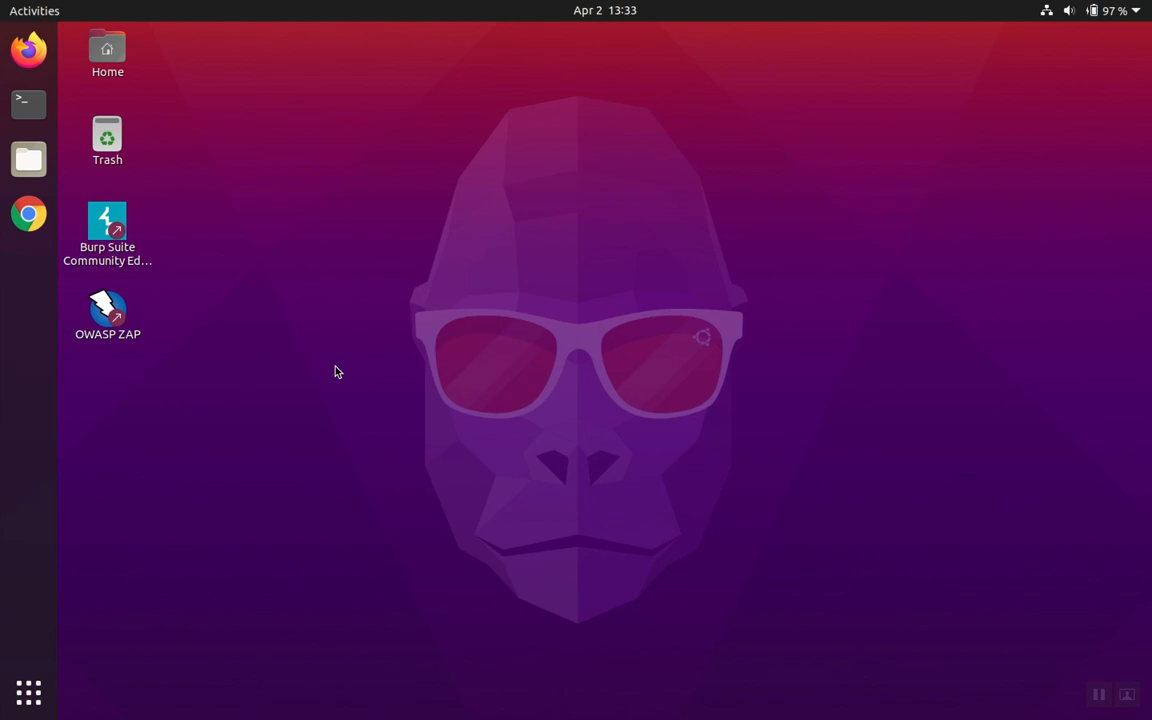 Activities
Apr 2 13:33
97 %
Home
>_
Trash
Burp Suite
Community Ed…
OWASP ZAP